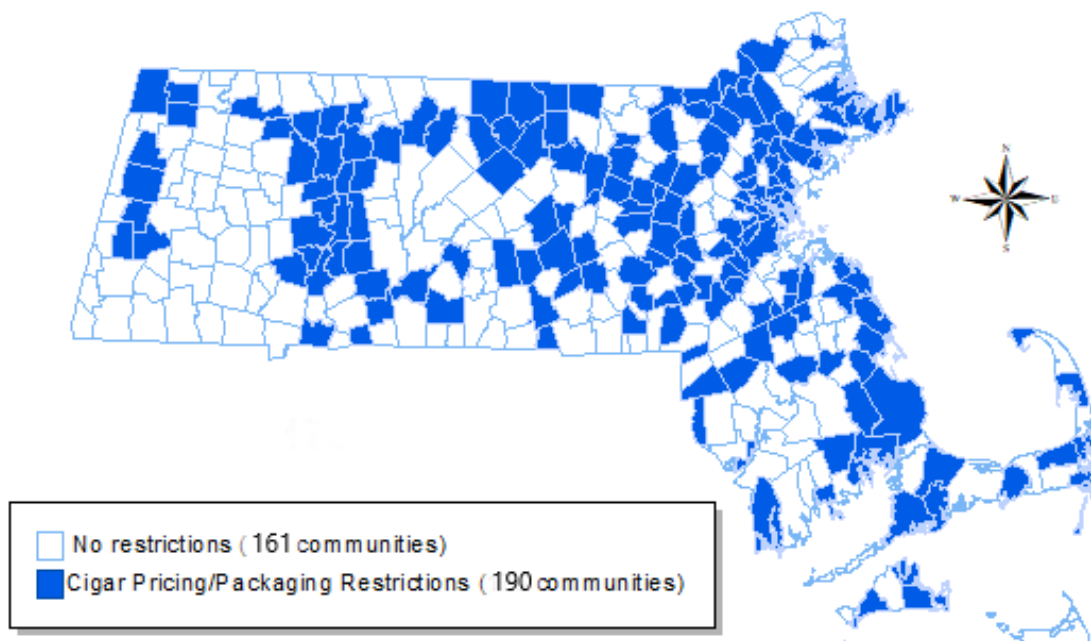 N
W
S
No restrictions (161 communities)
Cigar Pricing/Packaging Restrictions (190 communities)